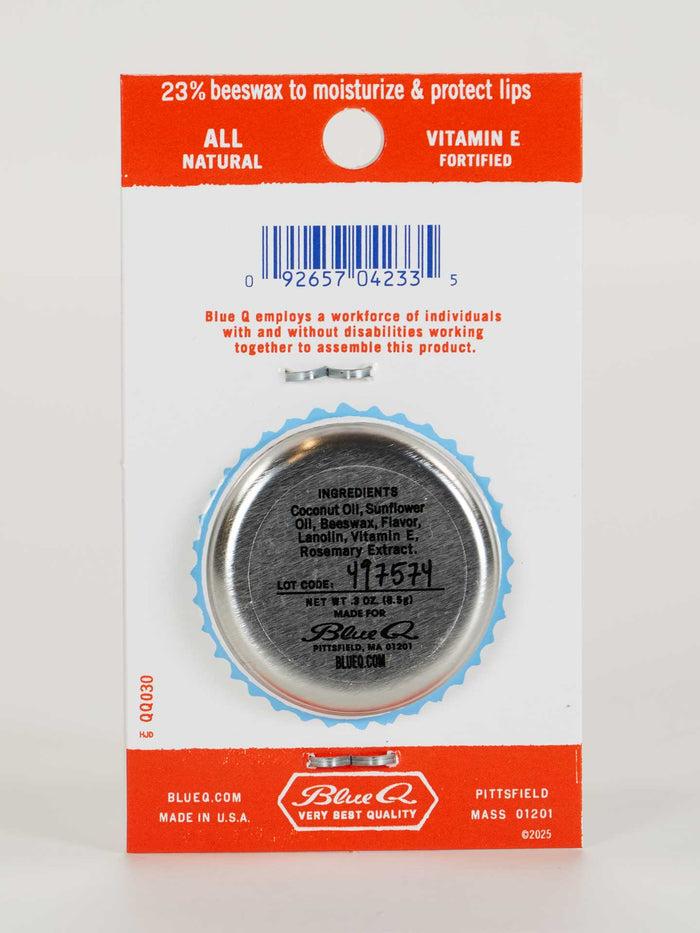 23% beeswax to moisturize & protect lips
ALL
NATURAL
VITAMIN E
FORTIFIED
0 92657 04233 5
Blue Q employs a workforce of individuals
with and without disabilities working
together to assemble this product.
INGREDIENTS
Coconut Oil, Sunflower
Oil, Beeswax, Flavor,
Lanolin, Vitamin E,
Rosemary Extract.
LOT CODE: 497574
NET WT .3 OZ. (8.5g)
MADE FOR
Blue Q
PITTSFIELD, MA 01201
BLUEQ.COM
QQ030
HJD
BLUEQ.COM
MADE IN U.S.A.
Blue Q
VERY BEST QUALITY
PITTSFIELD
MASS 01201
©2025